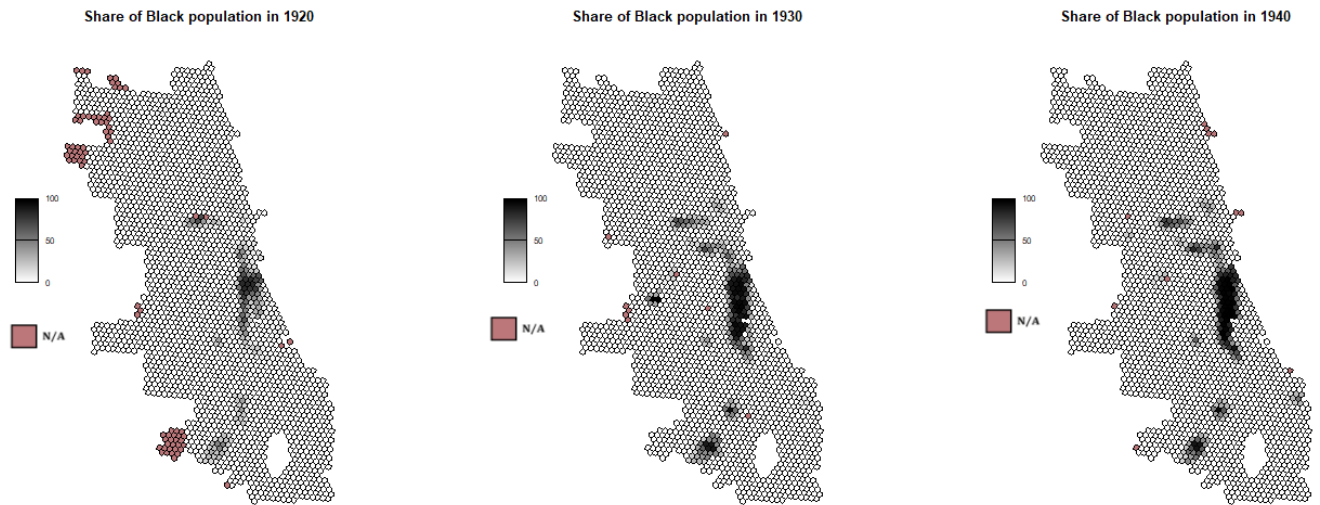 Share of Black population in 1920
Share of Black population in 1930
Share of Black population in 1940
100
50
0
N/A
100
50
0
N/A
100
50
0
N/A